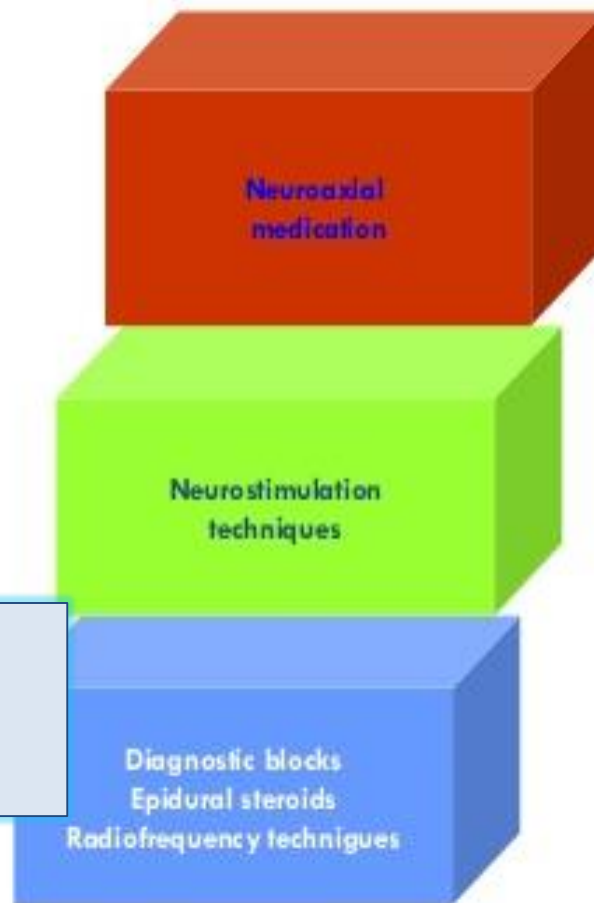 Neuroaxial
medication
Neurostimulation
techniques
Diagnostic blocks
Epidural steroids
Radiofrequency technigues